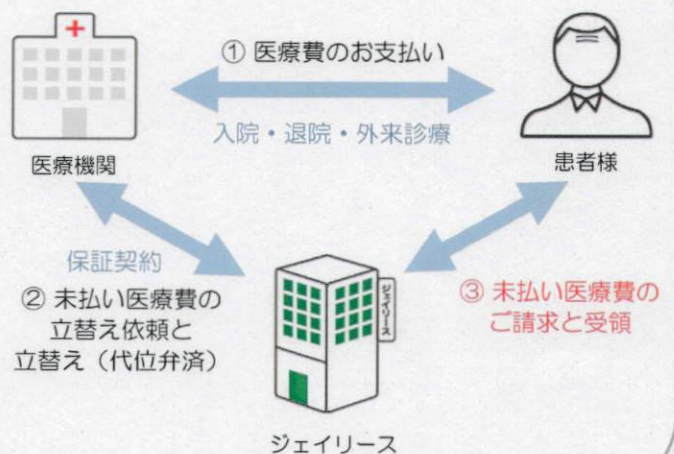 ① 医療費のお支払い
入院・退院・外来診療
医療機関
患者様
保証契約
② 未払い医療費の
立替え依頼と
立替え（代位弁済）
③ 未払い医療費の
ご請求と受領
ジェイリース
ジェイリース